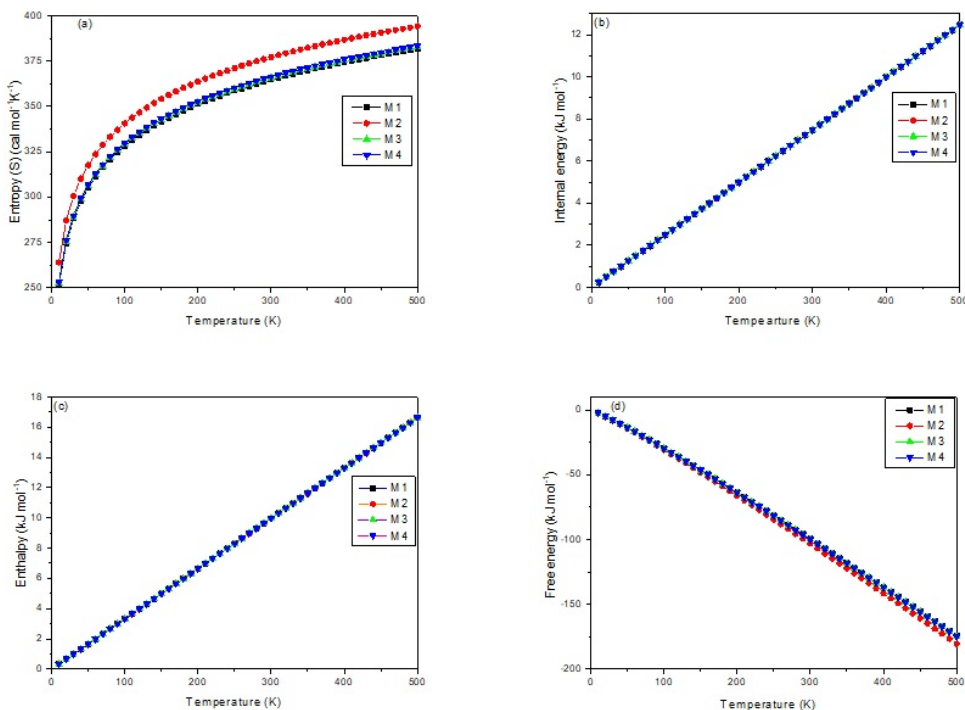 (a)
Entropy (S) (cal mol⁻¹K⁻¹)
400
375
350
325
300
275
250
0 100 200 300 400 500
Temperature (K)
M 1
M 2
M 3
M 4
(b)
Internal energy (kJ mol⁻¹)
12
10
8
6
4
2
0
0 100 200 300 400 500
Tempearture (K)
M 1
M 2
M 3
M 4
(c)
Enthalpy (kJ mol⁻¹)
18
16
14
12
10
8
6
4
2
0
0 100 200 300 400 500
Temperature (K)
M 1
M 2
M 3
M 4
(d)
Free energy (kJ mol⁻¹)
0
-50
-100
-150
-200
0 100 200 300 400 500
Temperature (K)
M 1
M 2
M 3
M 4